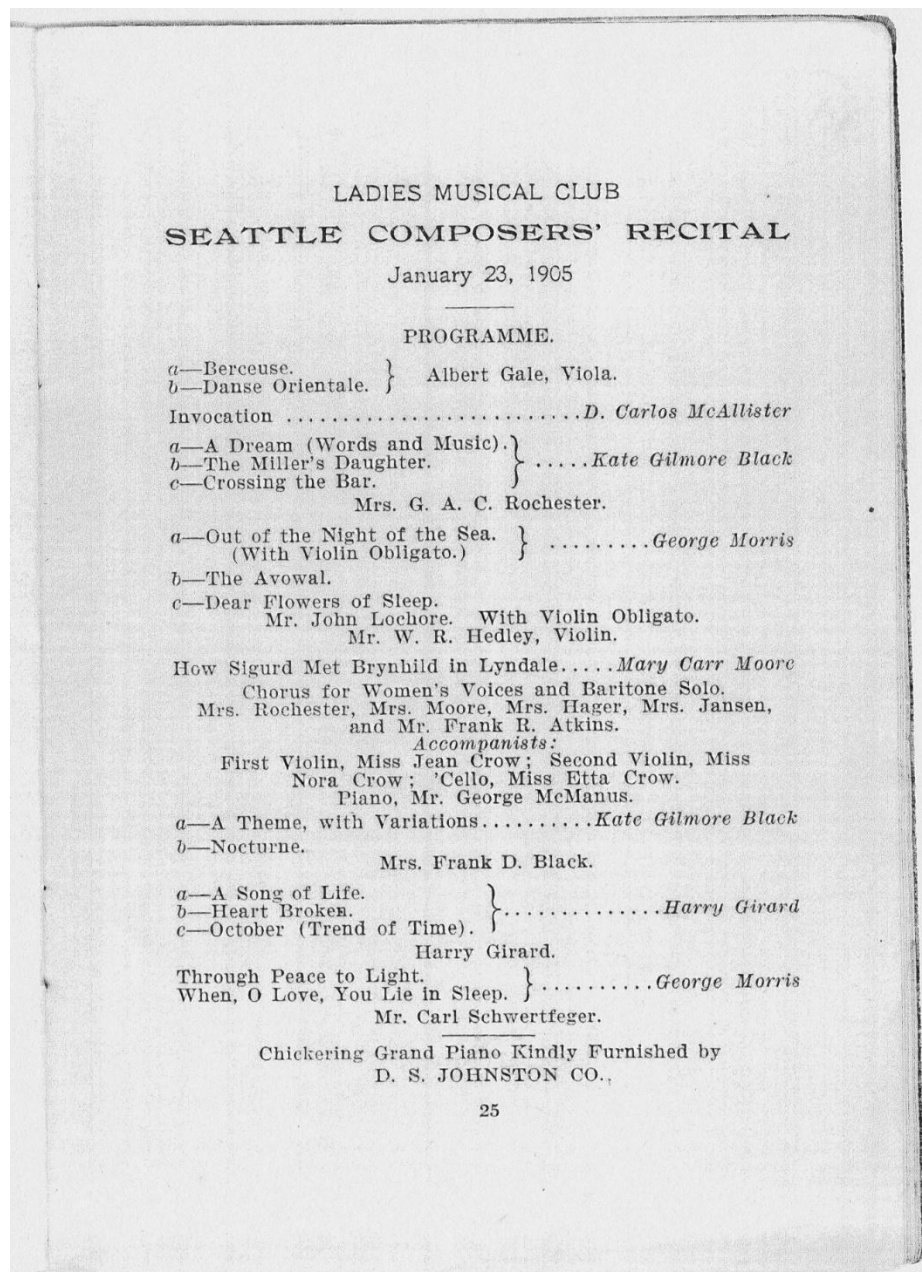 LADIES MUSICAL CLUB
SEATTLE COMPOSERS' RECITAL
January 23, 1905
PROGRAMME.
a—Berceuse.
b—Danse Orientale. } Albert Gale, Viola.
Invocation ..........................D. Carlos McAllister
a—A Dream (Words and Music).
b—The Miller's Daughter. } .....Kate Gilmore Black
c—Crossing the Bar.
Mrs. G. A. C. Rochester.
a—Out of the Night of the Sea.
(With Violin Obligato.) } .........George Morris
b—The Avowal.
c—Dear Flowers of Sleep.
Mr. John Lochore. With Violin Obligato.
Mr. W. R. Hedley, Violin.
How Sigurd Met Brynhild in Lyndale.....Mary Carr Moore
Chorus for Women's Voices and Baritone Solo.
Mrs. Rochester, Mrs. Moore, Mrs. Hager, Mrs. Jansen,
and Mr. Frank R. Atkins.
Accompanists:
First Violin, Miss Jean Crow; Second Violin, Miss
Nora Crow; 'Cello, Miss Etta Crow.
Piano, Mr. George McManus.
a—A Theme, with Variations..........Kate Gilmore Black
b—Nocturne.
Mrs. Frank D. Black.
a—A Song of Life.
b—Heart Broken. }..............Harry Girard
c—October (Trend of Time).
Harry Girard.
Through Peace to Light.
When, O Love, You Lie in Sleep. } ..........George Morris
Mr. Carl Schwertfeger.
Chickering Grand Piano Kindly Furnished by
D. S. JOHNSTON CO.,
25